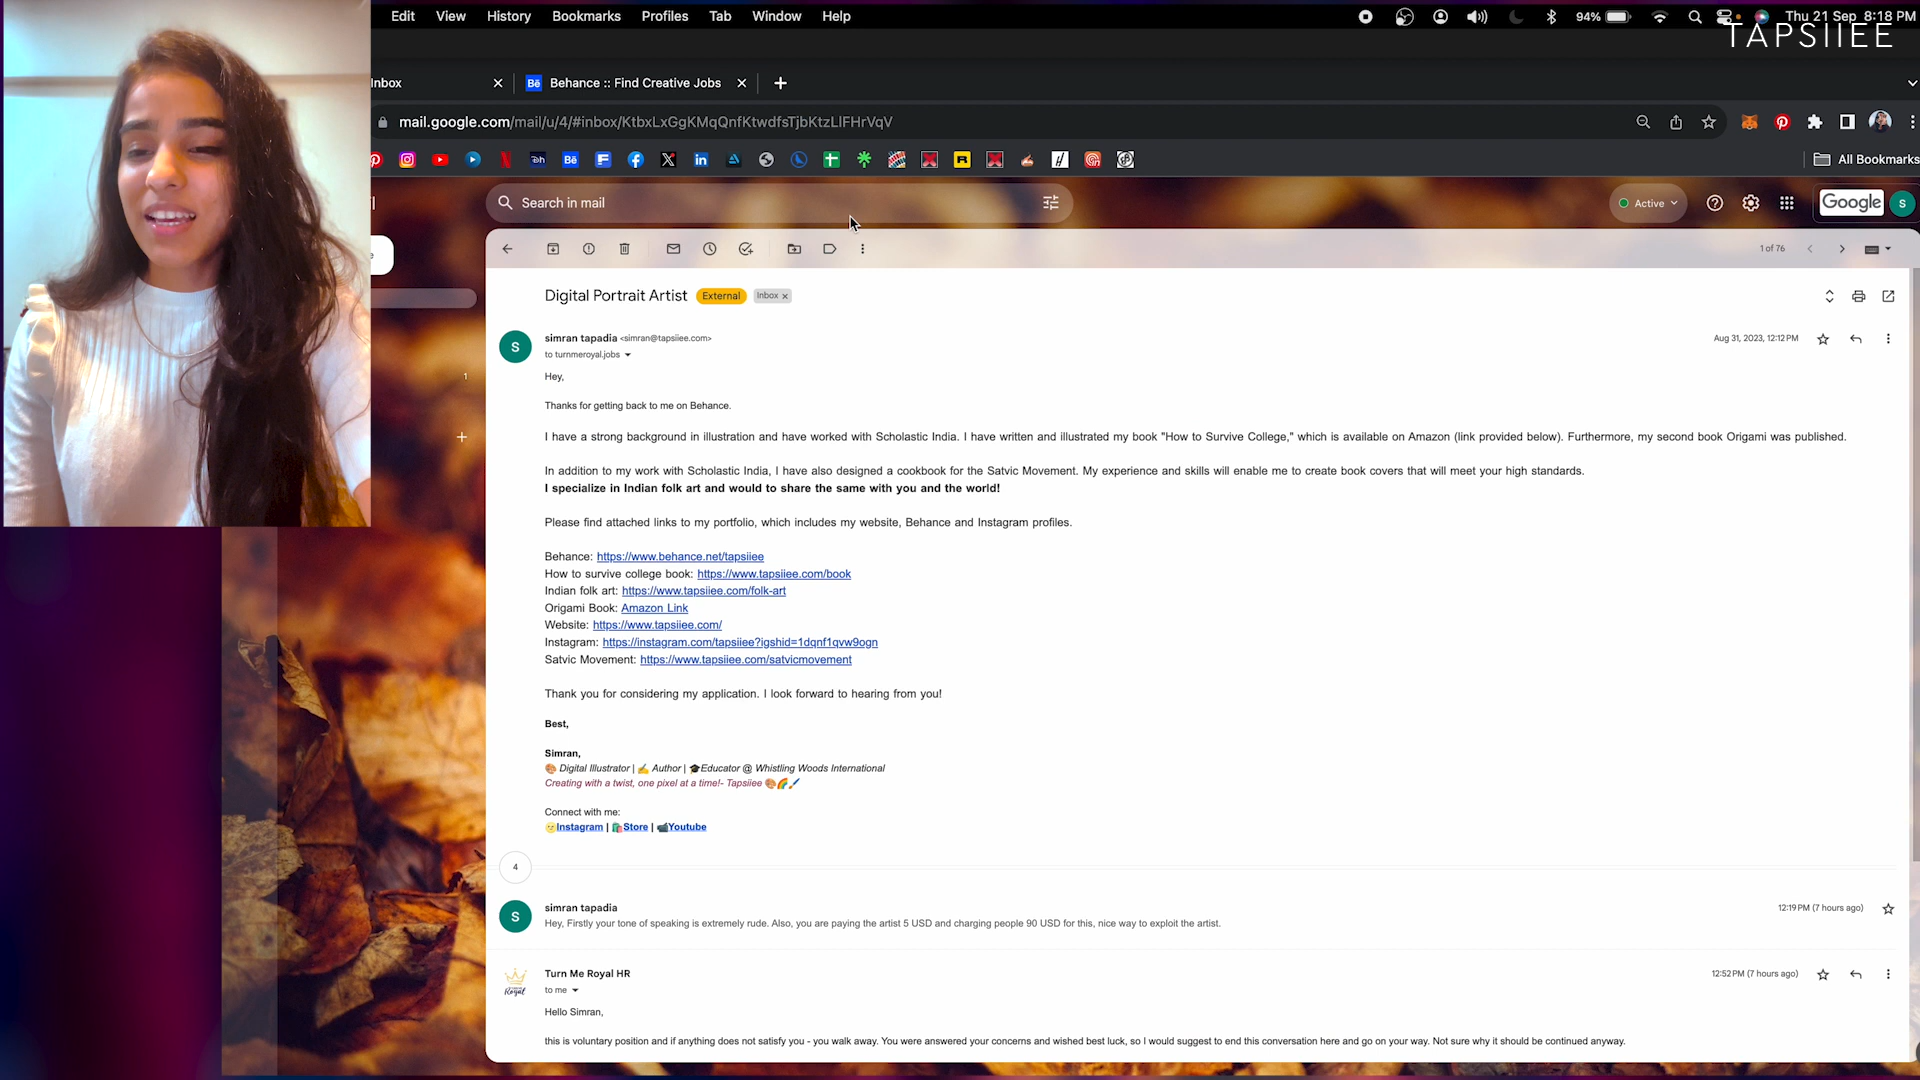 Edit View History Bookmarks Profiles Tab Window Help 94% Thu 21 Sep 8:18 PM
TAPSIIEE
Inbox Bē Behance :: Find Creative Jobs
mail.google.com/mail/u/4/#inbox/KtbxLxGgKMqQnfKtwdfsTjbKtzLlFHrVqV
All Bookmarks
Search in mail Active Google S
1 of 76
Digital Portrait Artist External Inbox x
S simran tapadia <simran@tapsiiee.com> Aug 31, 2023, 12:12 PM
to turnmeroyal.jobs
Hey,
Thanks for getting back to me on Behance.
I have a strong background in illustration and have worked with Scholastic India. I have written and illustrated my book "How to Survive College," which is available on Amazon (link provided below). Furthermore, my second book Origami was published.
In addition to my work with Scholastic India, I have also designed a cookbook for the Satvic Movement. My experience and skills will enable me to create book covers that will meet your high standards.
I specialize in Indian folk art and would to share the same with you and the world!
Please find attached links to my portfolio, which includes my website, Behance and Instagram profiles.
Behance: https://www.behance.net/tapsiiee
How to survive college book: https://www.tapsiiee.com/book
Indian folk art: https://www.tapsiiee.com/folk-art
Origami Book: Amazon Link
Website: https://www.tapsiiee.com/
Instagram: https://instagram.com/tapsiiee?igshid=1dqnf1qvw9ogn
Satvic Movement: https://www.tapsiiee.com/satvicmovement
Thank you for considering my application. I look forward to hearing from you!
Best,
Simran,
🎨 Digital Illustrator | ✍️ Author | 🎓Educator @ Whistling Woods International
Creating with a twist, one pixel at a time!- Tapsiiee 🎨🌈🖌️
Connect with me:
Instagram | 🛍️Store | 📹Youtube
4
S simran tapadia 12:19 PM (7 hours ago)
Hey, Firstly your tone of speaking is extremely rude. Also, you are paying the artist 5 USD and charging people 90 USD for this, nice way to exploit the artist.
Royal Turn Me Royal HR 12:52 PM (7 hours ago)
to me
Hello Simran,
this is voluntary position and if anything does not satisfy you - you walk away. You were answered your concerns and wished best luck, so I would suggest to end this conversation here and go on your way. Not sure why it should be continued anyway.
1